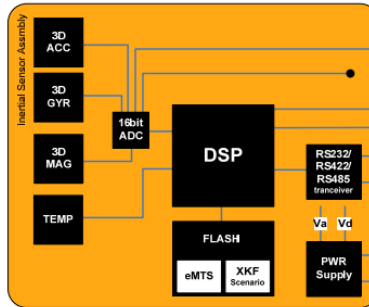 Inertial Sensor Assmbly
3D
ACC
3D
GYR
3D
MAG
TEMP
16bit
ADC
DSP
FLASH
eMTS
XKF
Scenario
RS232/
RS422/
RS485
tranceiver
Va
Vd
PWR
Supply